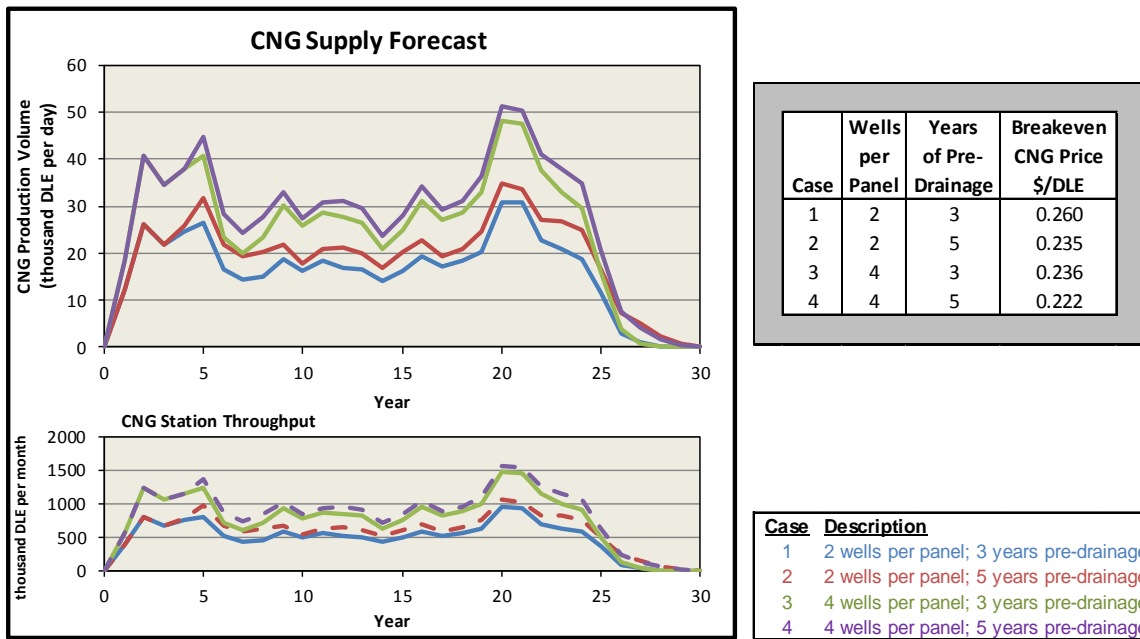 CNG Supply Forecast
CNG Production Volume
(thousand DLE per day)
60
50
40
30
20
10
0
0 5 10 15 20 25 30
Year
CNG Station Throughput
thousand DLE per month
2000
1500
1000
500
0
0 5 10 15 20 25 30
Year
Case Wells per Panel Years of Pre-Drainage Breakeven CNG Price $/DLE
1 2 3 0.260
2 2 5 0.235
3 4 3 0.236
4 4 5 0.222
Case Description
1 2 wells per panel; 3 years pre-drainage
2 2 wells per panel; 5 years pre-drainage
3 4 wells per panel; 3 years pre-drainage
4 4 wells per panel; 5 years pre-drainage